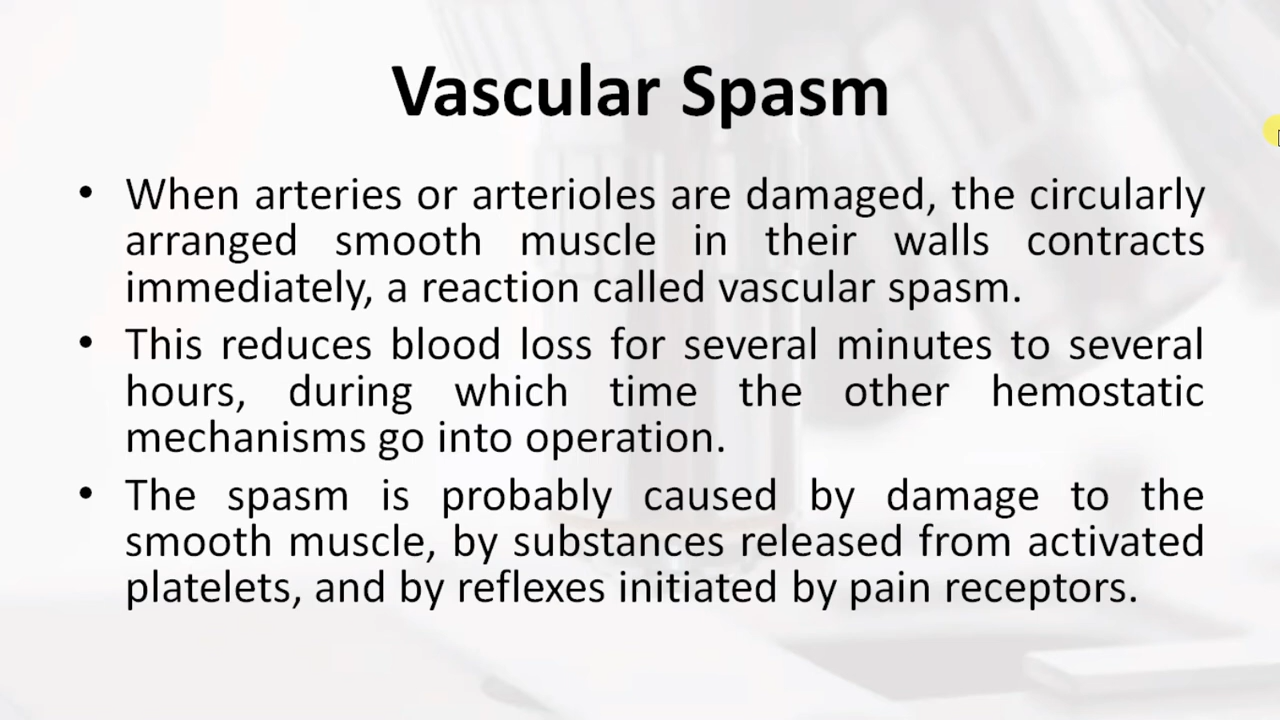 Vascular Spasm
• When arteries or arterioles are damaged, the circularly
arranged smooth muscle in their walls contracts
immediately, a reaction called vascular spasm.
• This reduces blood loss for several minutes to several
hours, during which time the other hemostatic
mechanisms go into operation.
• The spasm is probably caused by damage to the
smooth muscle, by substances released from activated
platelets, and by reflexes initiated by pain receptors.